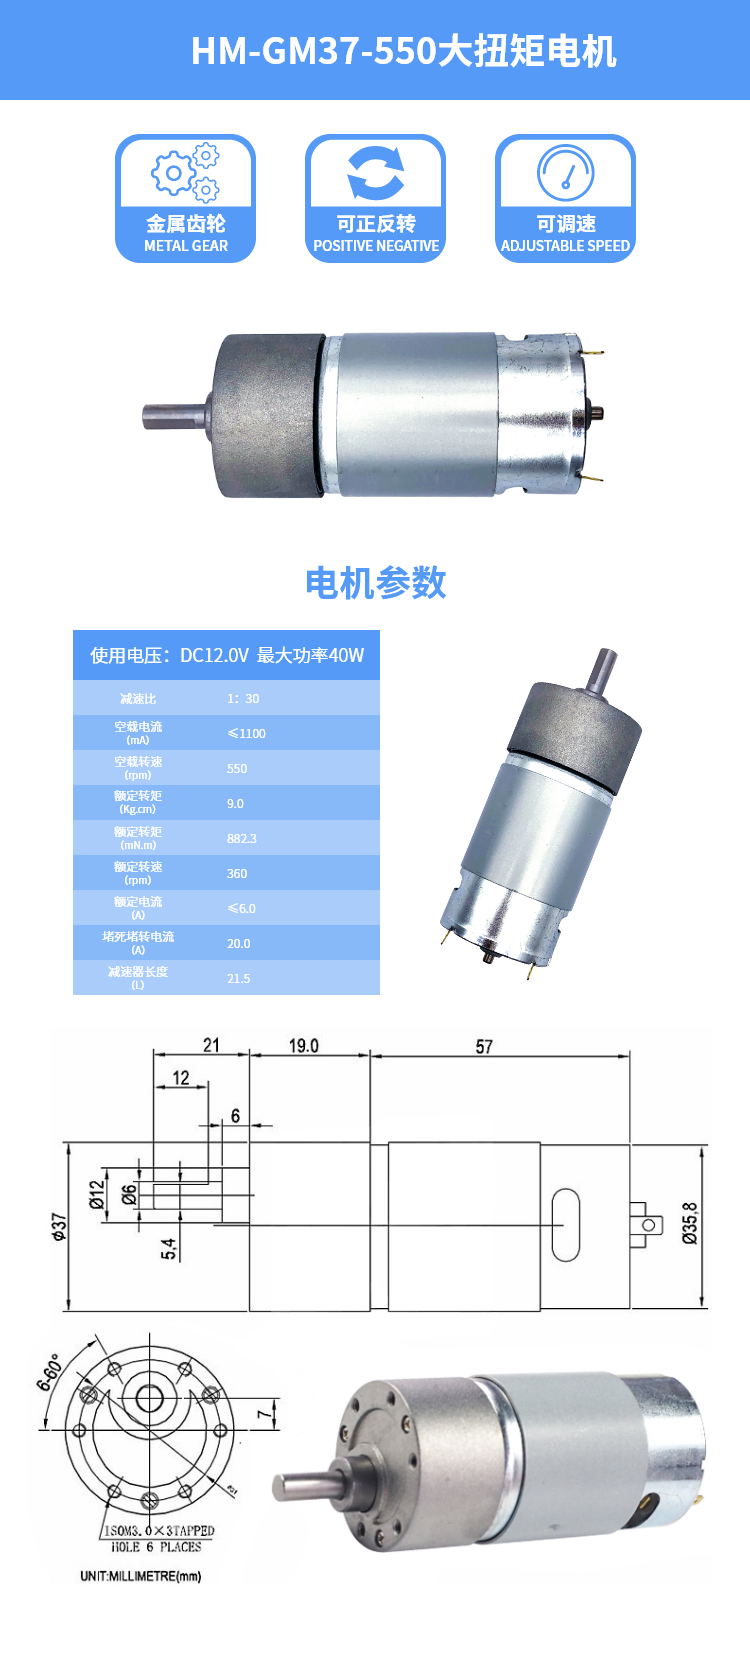 HM-GM37-550大扭矩电机
金属齿轮
METAL GEAR
可正反转
POSITIVE NEGATIVE
可调速
ADJUSTABLE SPEED
电机参数
使用电压：DC12.0V 最大功率40W
减速比 1：30
空载电流 (mA) ≤1100
空载转速 (rpm) 550
额定转矩 (Kg.cm) 9.0
额定转矩 (mN.m) 882.3
额定转速 (rpm) 360
额定电流 (A) ≤6.0
堵死堵转电流 (A) 20.0
减速器长度 (L) 21.5
21
19.0
57
12
6
Φ37
Ø12
Ø6
5,4
Ø35,8
6-60°
7
Ø31
ISOM3.0×3TAPPED
HOLE 6 PLACES
UNIT:MILLIMETRE(mm)